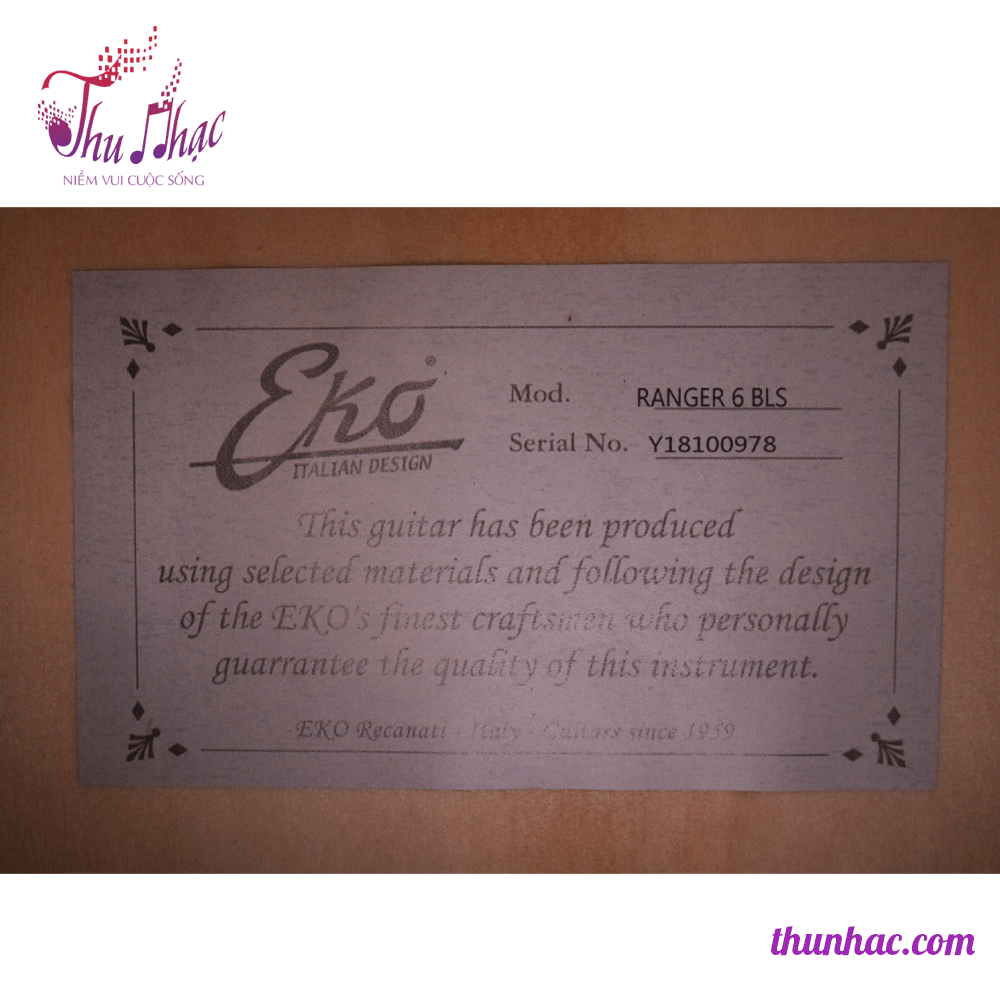 Thu Nhạc
NIỀM VUI CUỘC SỐNG
Eko®
ITALIAN DESIGN
Mod. RANGER 6 BLS
Serial No. Y18100978
This guitar has been produced
using selected materials and following the design
of the EKO's finest craftsmen who personally
guarrantee the quality of this instrument.
EKO Recanati - Italy - Guitars since 1959
thunhac.com